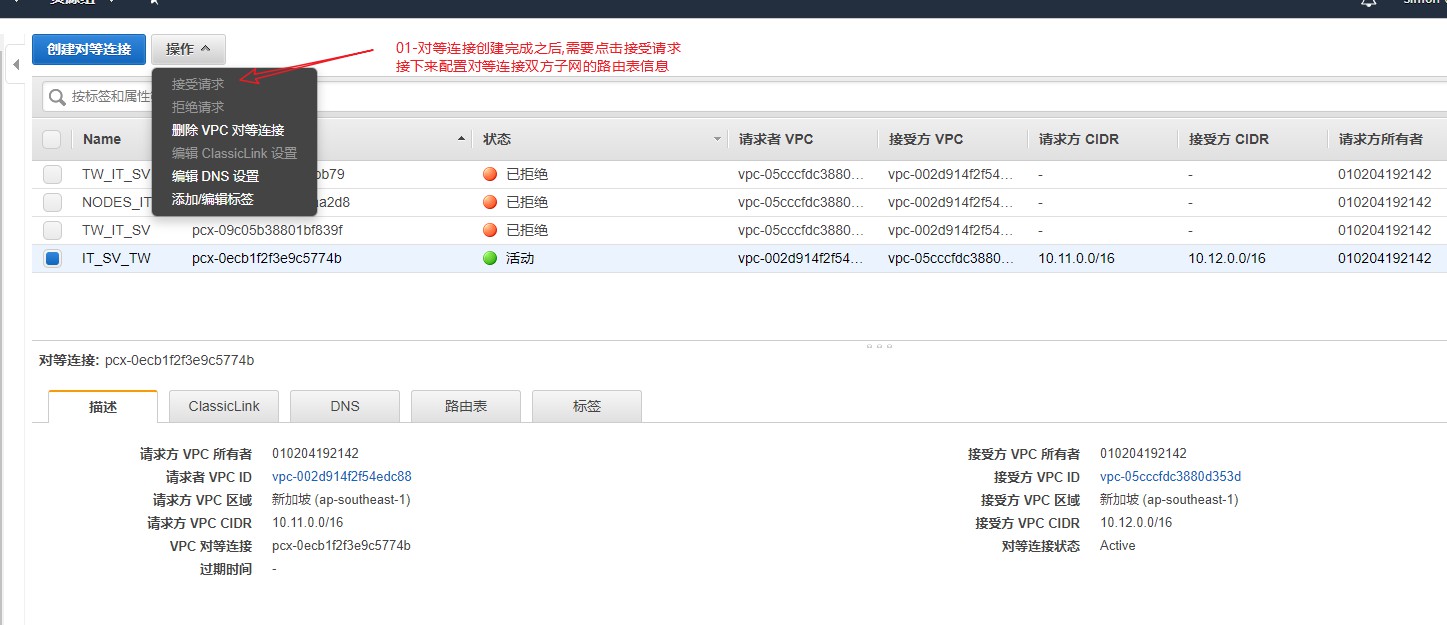 资源组
simon
创建对等连接
操作
01-对等连接创建完成之后,需要点击接受请求
接下来配置对等连接双方子网的路由表信息
接受请求
拒绝请求
删除 VPC 对等连接
编辑 ClassicLink 设置
编辑 DNS 设置
添加/编辑标签
按标签和属性
Name 状态 请求者 VPC 接受方 VPC 请求方 CIDR 接受方 CIDR 请求方所有者
TW_IT_SV bb79 已拒绝 vpc-05cccfdc3880... vpc-002d914f2f54... - - 010204192142
NODES_IT a2d8 已拒绝 vpc-05cccfdc3880... vpc-002d914f2f54... - - 010204192142
TW_IT_SV pcx-09c05b38801bf839f 已拒绝 vpc-05cccfdc3880... vpc-002d914f2f54... - - 010204192142
IT_SV_TW pcx-0ecb1f2f3e9c5774b 活动 vpc-002d914f2f54... vpc-05cccfdc3880... 10.11.0.0/16 10.12.0.0/16 010204192142
对等连接: pcx-0ecb1f2f3e9c5774b
描述 ClassicLink DNS 路由表 标签
请求方 VPC 所有者 010204192142
请求者 VPC ID vpc-002d914f2f54edc88
请求方 VPC 区域 新加坡 (ap-southeast-1)
请求方 VPC CIDR 10.11.0.0/16
VPC 对等连接 pcx-0ecb1f2f3e9c5774b
过期时间 -
接受方 VPC 所有者 010204192142
接受方 VPC ID vpc-05cccfdc3880d353d
接受方 VPC 区域 新加坡 (ap-southeast-1)
接受方 VPC CIDR 10.12.0.0/16
对等连接状态 Active